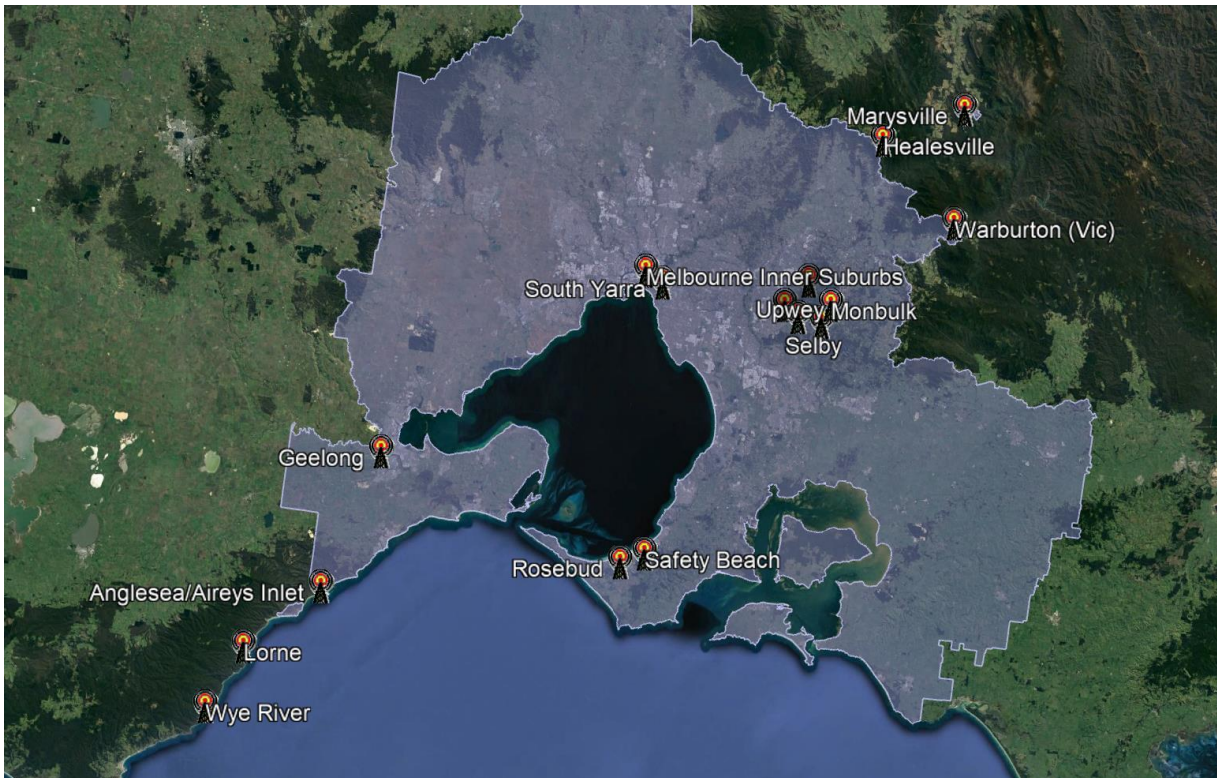 Marysville
Healesville
Warburton (Vic)
Melbourne Inner Suburbs
South Yarra
Upwey Monbulk
Selby
Geelong
Rosebud
Safety Beach
Anglesea/Aireys Inlet
Lorne
Wye River